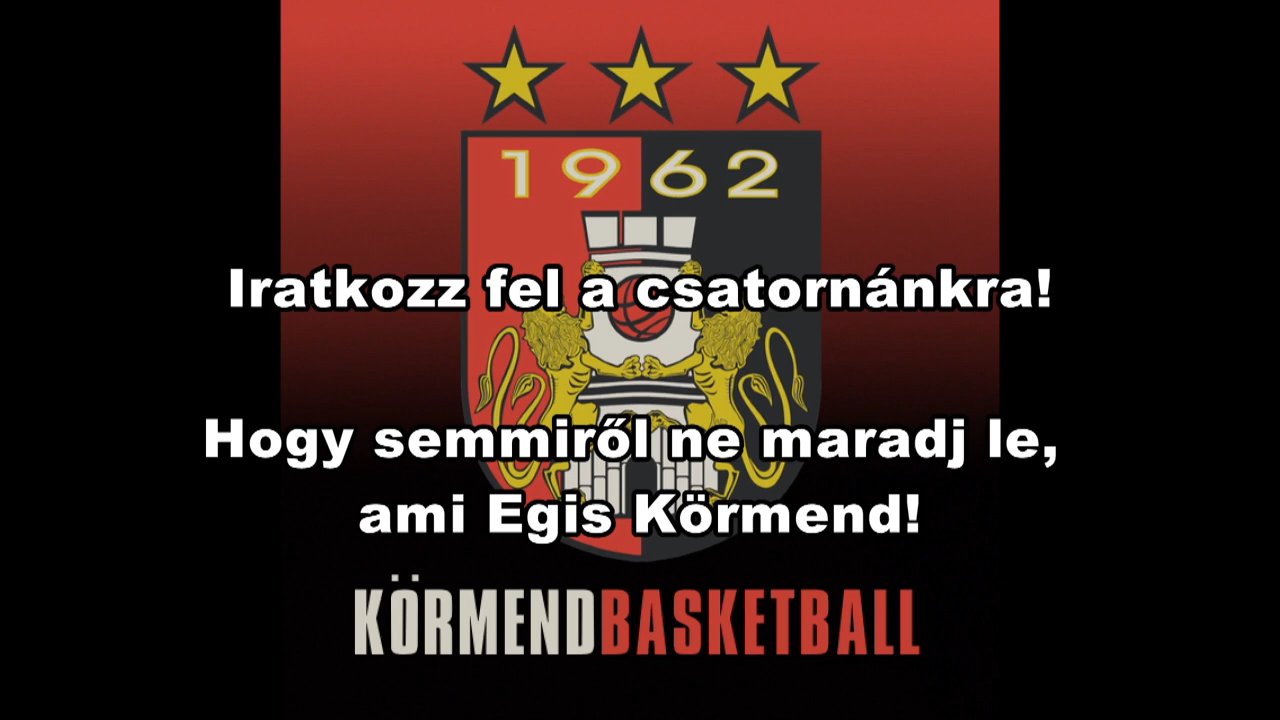 1962
Iratkozz fel a csatornánkra!
Hogy semmiről ne maradj le,
ami Egis Körmend!
KÖRMENDBASKETBALL